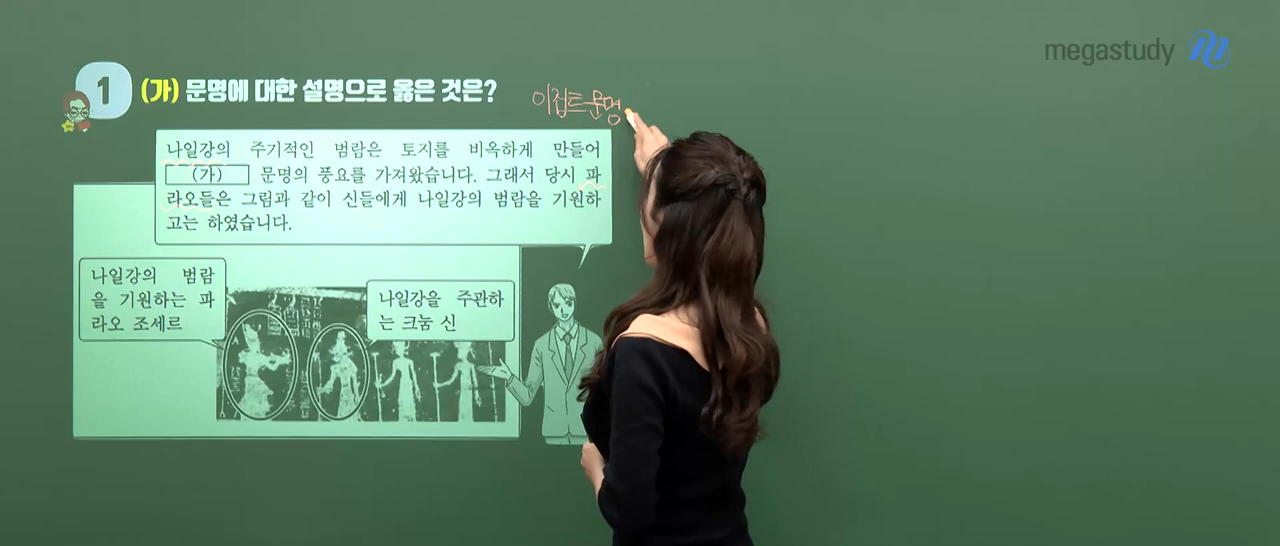 megastudy
1 (가) 문명에 대한 설명으로 옳은 것은?
이집트 문명
나일강의 주기적인 범람은 토지를 비옥하게 만들어
(가) 문명의 풍요를 가져왔습니다. 그래서 당시 파
라오들은 그림과 같이 신들에게 나일강의 범람을 기원하
고는 하였습니다.
나일강의 범람
을 기원하는 파
라오 조세르
나일강을 주관하
는 크눔 신